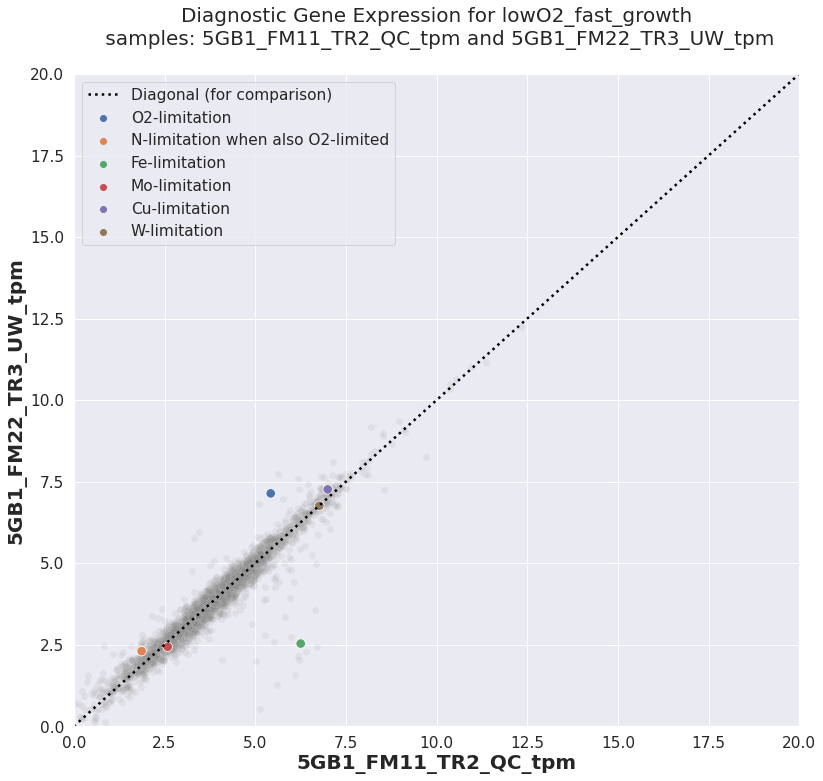 Diagnostic Gene Expression for lowO2_fast_growth
samples: 5GB1_FM11_TR2_QC_tpm and 5GB1_FM22_TR3_UW_tpm
20.0
17.5
15.0
12.5
10.0
7.5
5.0
2.5
0.0
5GB1_FM22_TR3_UW_tpm
Diagonal (for comparison)
O2-limitation
N-limitation when also O2-limited
Fe-limitation
Mo-limitation
Cu-limitation
W-limitation
0.0 2.5 5.0 7.5 10.0 12.5 15.0 17.5 20.0
5GB1_FM11_TR2_QC_tpm